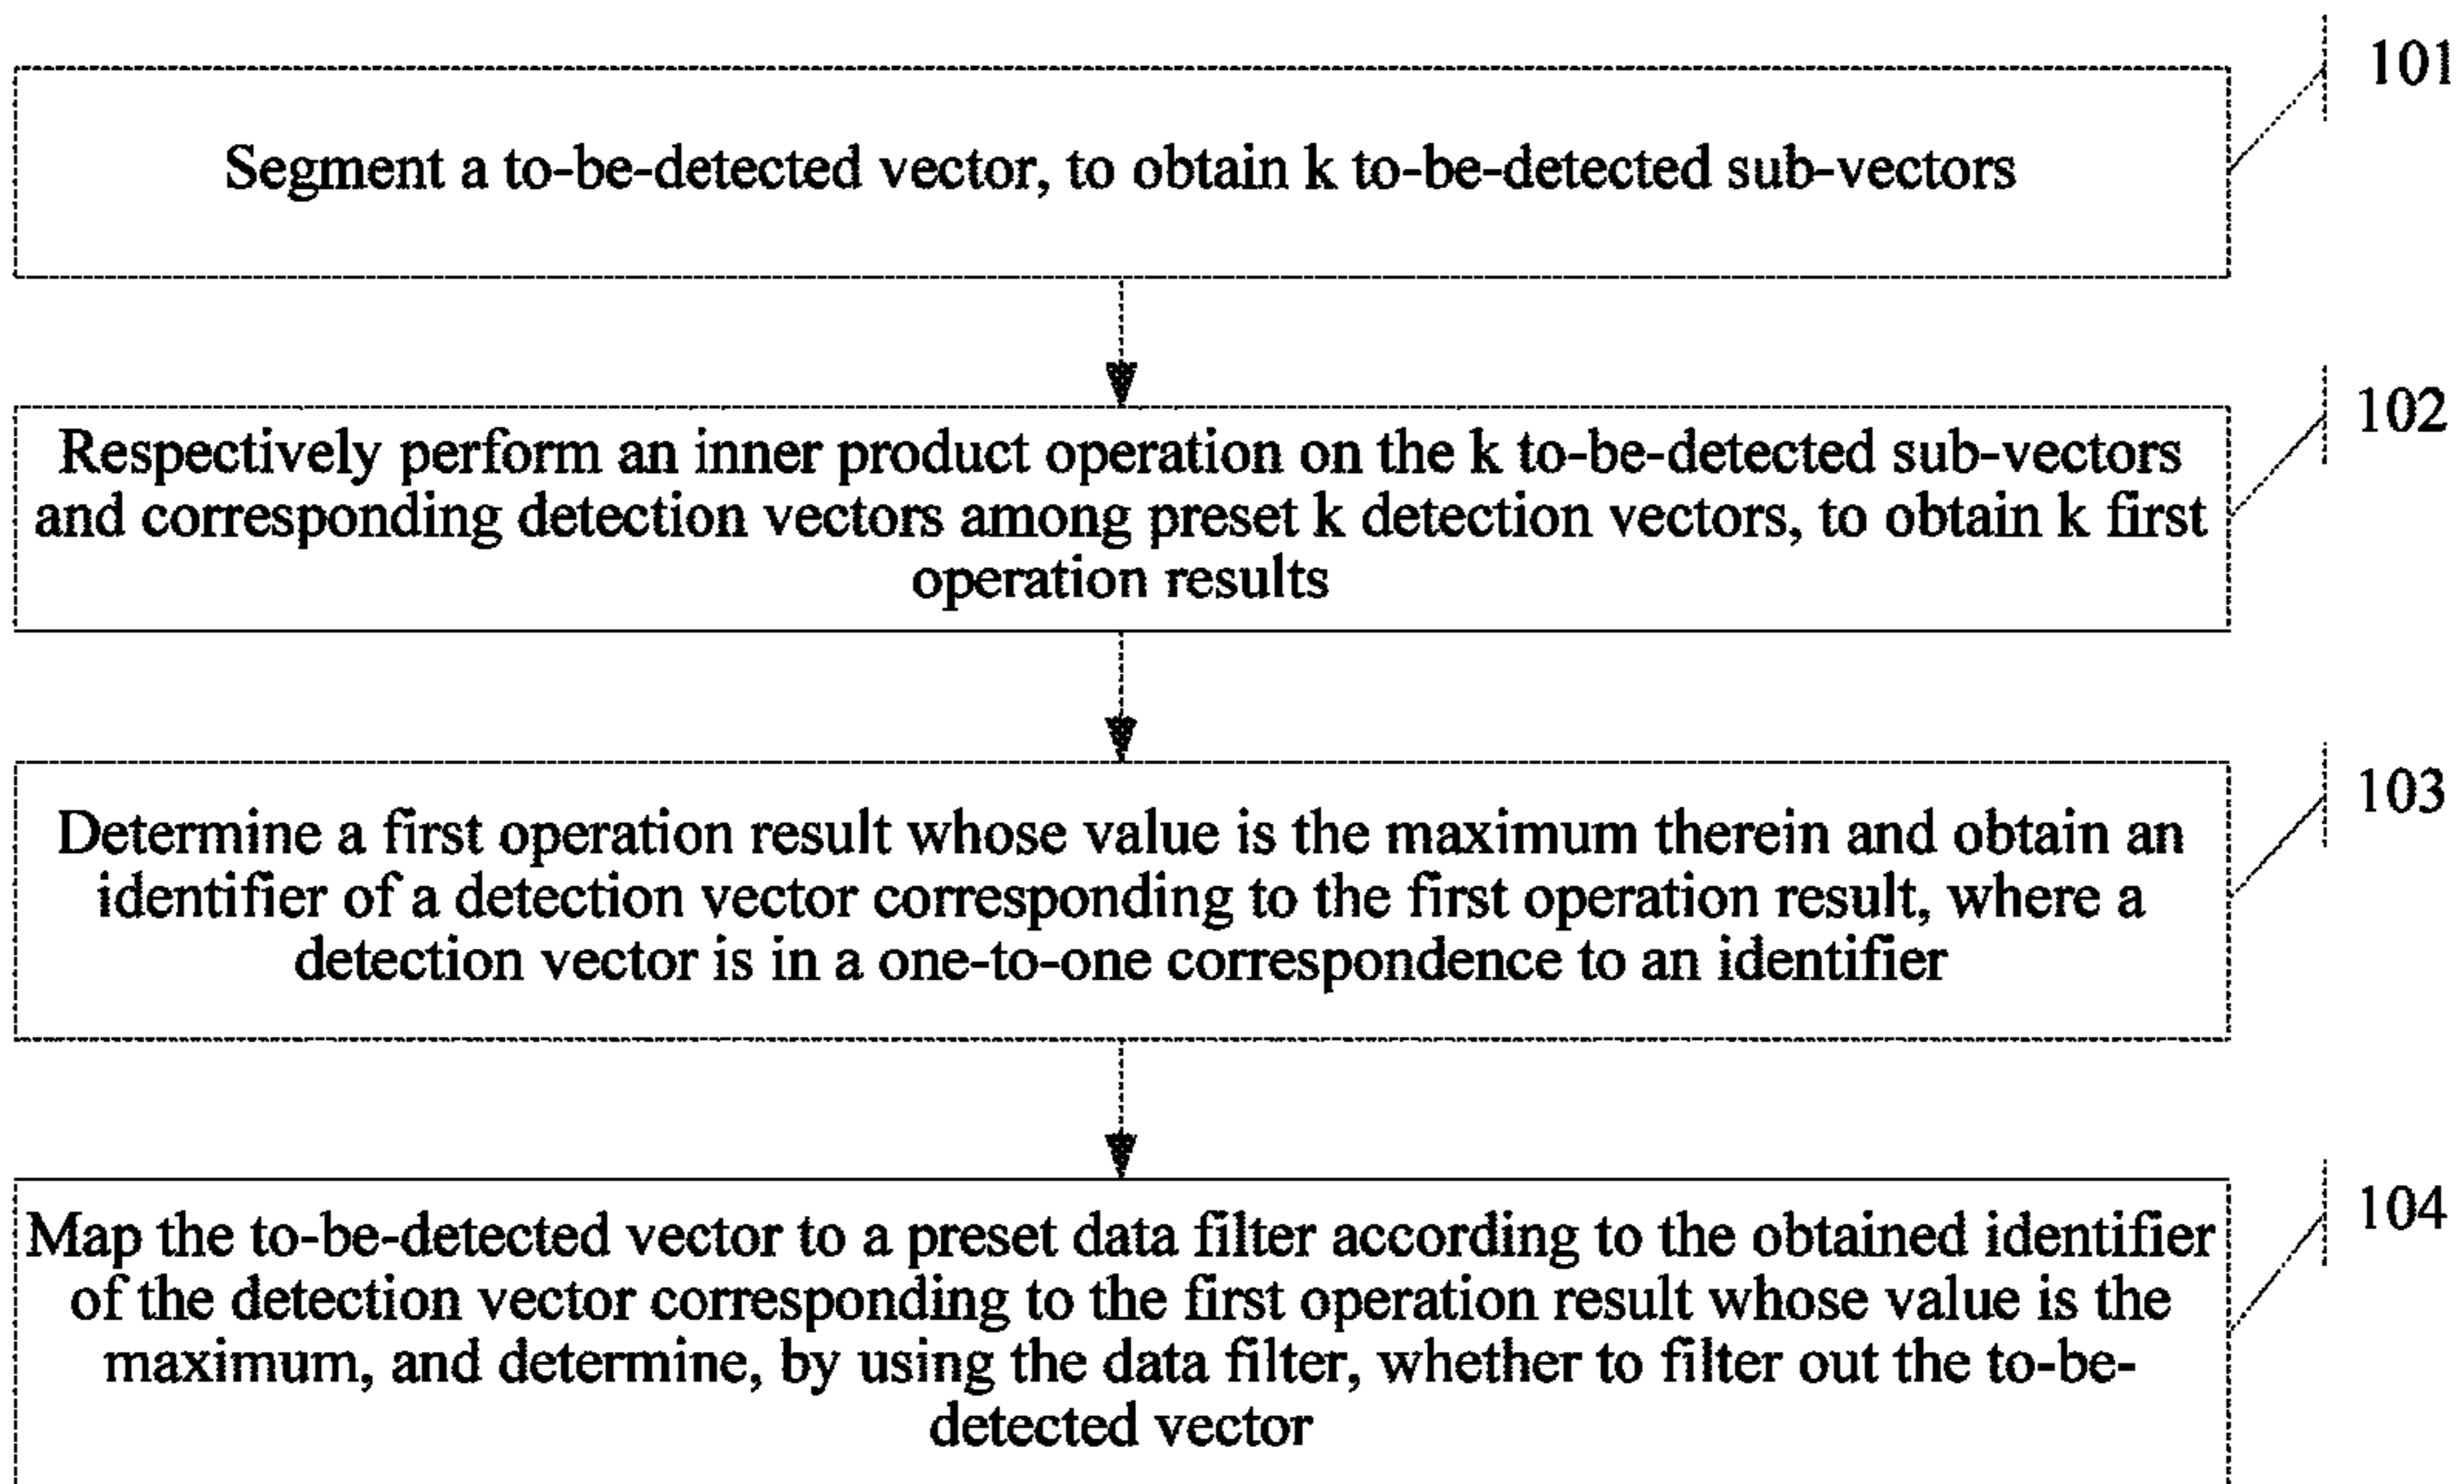 101
Segment a to-be-detected vector, to obtain k to-be-detected sub-vectors
102
Respectively perform an inner product operation on the k to-be-detected sub-vectors
and corresponding detection vectors among preset k detection vectors, to obtain k first
operation results
103
Determine a first operation result whose value is the maximum therein and obtain an
identifier of a detection vector corresponding to the first operation result, where a
detection vector is in a one-to-one correspondence to an identifier
104
Map the to-be-detected vector to a preset data filter according to the obtained identifier
of the detection vector corresponding to the first operation result whose value is the
maximum, and determine, by using the data filter, whether to filter out the to-be-
detected vector